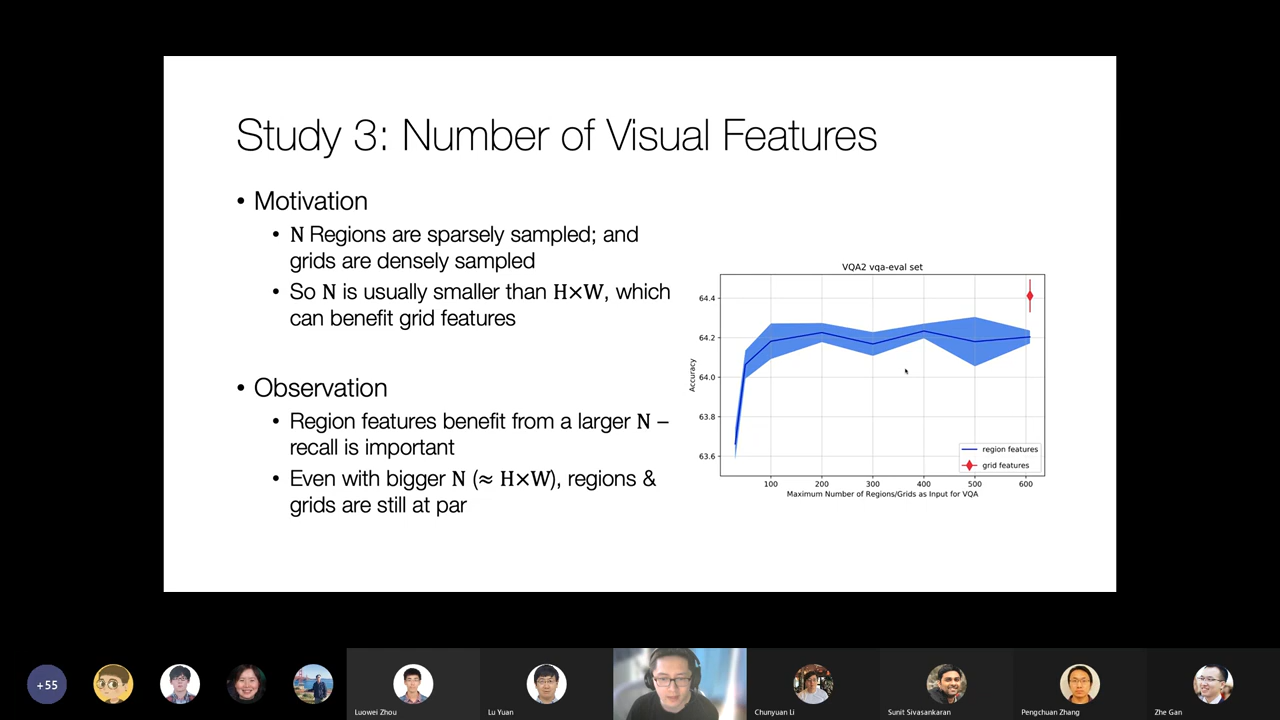 Study 3: Number of Visual Features
• Motivation
• N Regions are sparsely sampled; and
grids are densely sampled
• So N is usually smaller than H×W, which
can benefit grid features
• Observation
• Region features benefit from a larger N –
recall is important
• Even with bigger N (≈ H×W), regions &
grids are still at par
VQA2 vqa-eval set
64.4
64.2
64.0
63.8
63.6
Accuracy
region features
grid features
100 200 300 400 500 600
Maximum Number of Regions/Grids as Input for VQA
+55
Luowei Zhou
Lu Yuan
Chunyuan Li
Sunit Sivasankaran
Pengchuan Zhang
Zhe Gan